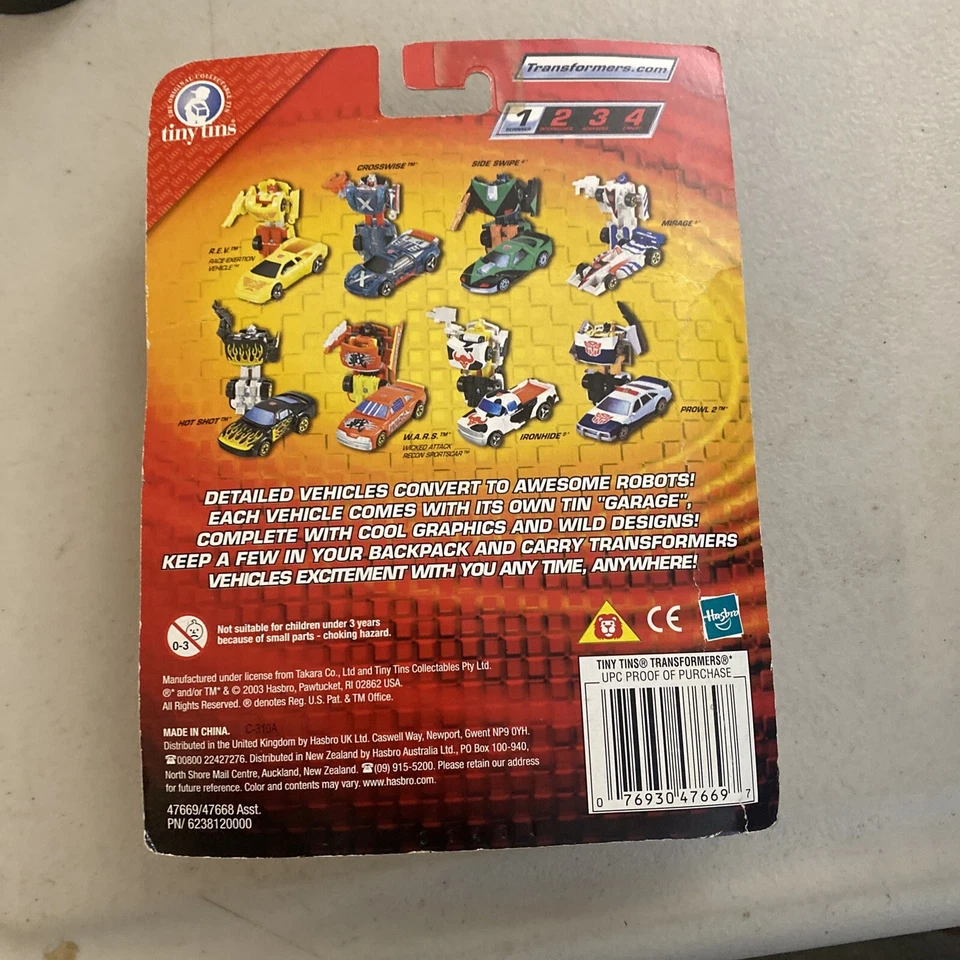 THE ORIGINAL COLLECTABLE TIN
tiny tins
Transformers.com
1 2 3 4
CROSSWISE™
SIDE SWIPE®
R.E.V.™
RACE-EXERTION
VEHICLE™
MIRAGE®
HOT SHOT™
W.A.R.S.™
WICKED ATTACK
RECON SPORTSCAR™
IRONHIDE®
PROWL 2™
DETAILED VEHICLES CONVERT TO AWESOME ROBOTS!
EACH VEHICLE COMES WITH ITS OWN TIN "GARAGE",
COMPLETE WITH COOL GRAPHICS AND WILD DESIGNS!
KEEP A FEW IN YOUR BACKPACK AND CARRY TRANSFORMERS
VEHICLES EXCITEMENT WITH YOU ANY TIME, ANYWHERE!
0-3
Not suitable for children under 3 years
because of small parts - choking hazard.
CE
Hasbro
Manufactured under license from Takara Co., Ltd and Tiny Tins Collectables Pty Ltd.
®* and/or TM* & © 2003 Hasbro, Pawtucket, RI 02862 USA.
All Rights Reserved. ® denotes Reg. U.S. Pat. & TM Office.
MADE IN CHINA. C-310A
Distributed in the United Kingdom by Hasbro UK Ltd. Caswell Way, Newport, Gwent NP9 0YH.
☎00800 22427276. Distributed in New Zealand by Hasbro Australia Ltd., PO Box 100-940,
North Shore Mail Centre, Auckland, New Zealand. ☎(09) 915-5200. Please retain our address
for future reference. Color and contents may vary. www.hasbro.com.
47669/47668 Asst.
PN/ 6238120000
TINY TINS® TRANSFORMERS®*
UPC PROOF OF PURCHASE
0 76930 47669 7